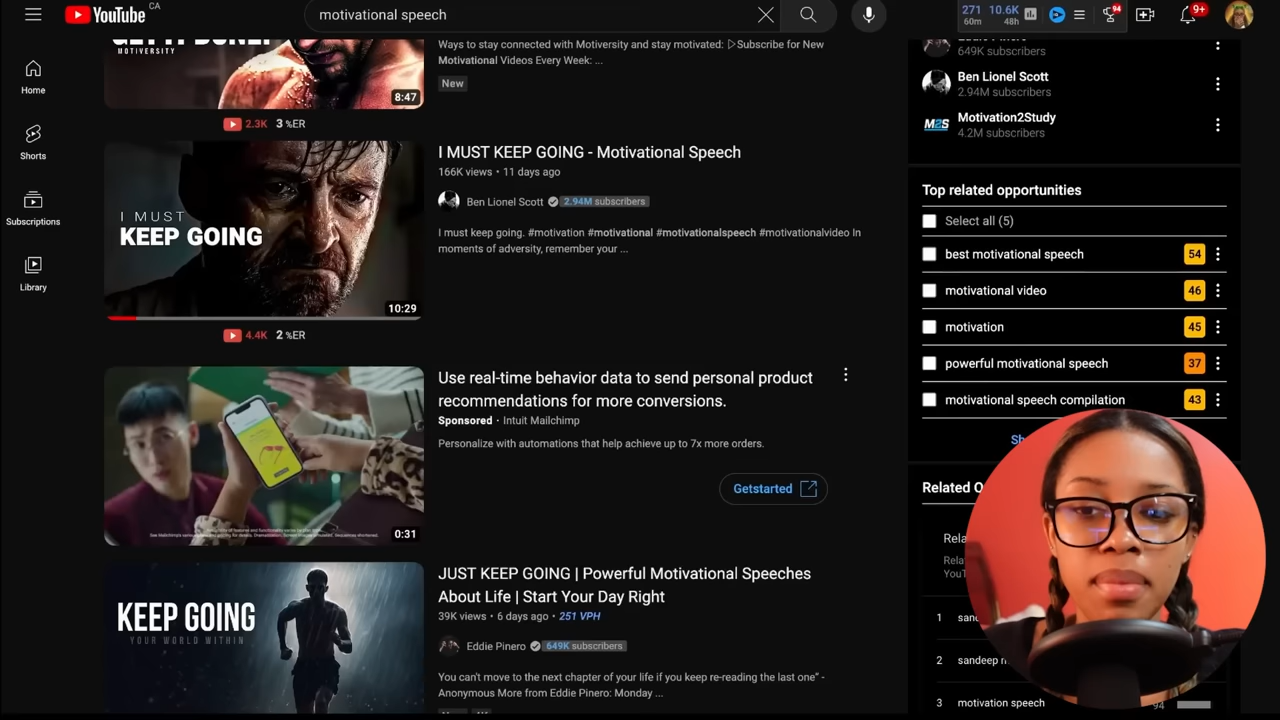 YouTube CA
motivational speech
271 10.6K
60m 48h
94
9+
Home
Shorts
Subscriptions
Library
MOTIVERSITY
8:47
2.3K 3 %ER
Ways to stay connected with Motiversity and stay motivated: ▷Subscribe for New
Motivational Videos Every Week: ...
New
I MUST
KEEP GOING
10:29
4.4K 2 %ER
I MUST KEEP GOING - Motivational Speech
166K views • 11 days ago
Ben Lionel Scott 2.94M subscribers
I must keep going. #motivation #motivational #motivationalspeech #motivationalvideo In
moments of adversity, remember your ...
0:31
Use real-time behavior data to send personal product
recommendations for more conversions.
Sponsored • Intuit Mailchimp
Personalize with automations that help achieve up to 7x more orders.
Getstarted
KEEP GOING
YOUR WORLD WITHIN
JUST KEEP GOING | Powerful Motivational Speeches
About Life | Start Your Day Right
39K views • 6 days ago • 251 VPH
Eddie Pinero 649K subscribers
You can't move to the next chapter of your life if you keep re-reading the last one” -
Anonymous More from Eddie Pinero: Monday ...
649K subscribers
Ben Lionel Scott
2.94M subscribers
M2S
Motivation2Study
4.2M subscribers
Top related opportunities
Select all (5)
best motivational speech 54
motivational video 46
motivation 45
powerful motivational speech 37
motivational speech compilation 43
Related
1
2 sandeep
3 motivation speech 94